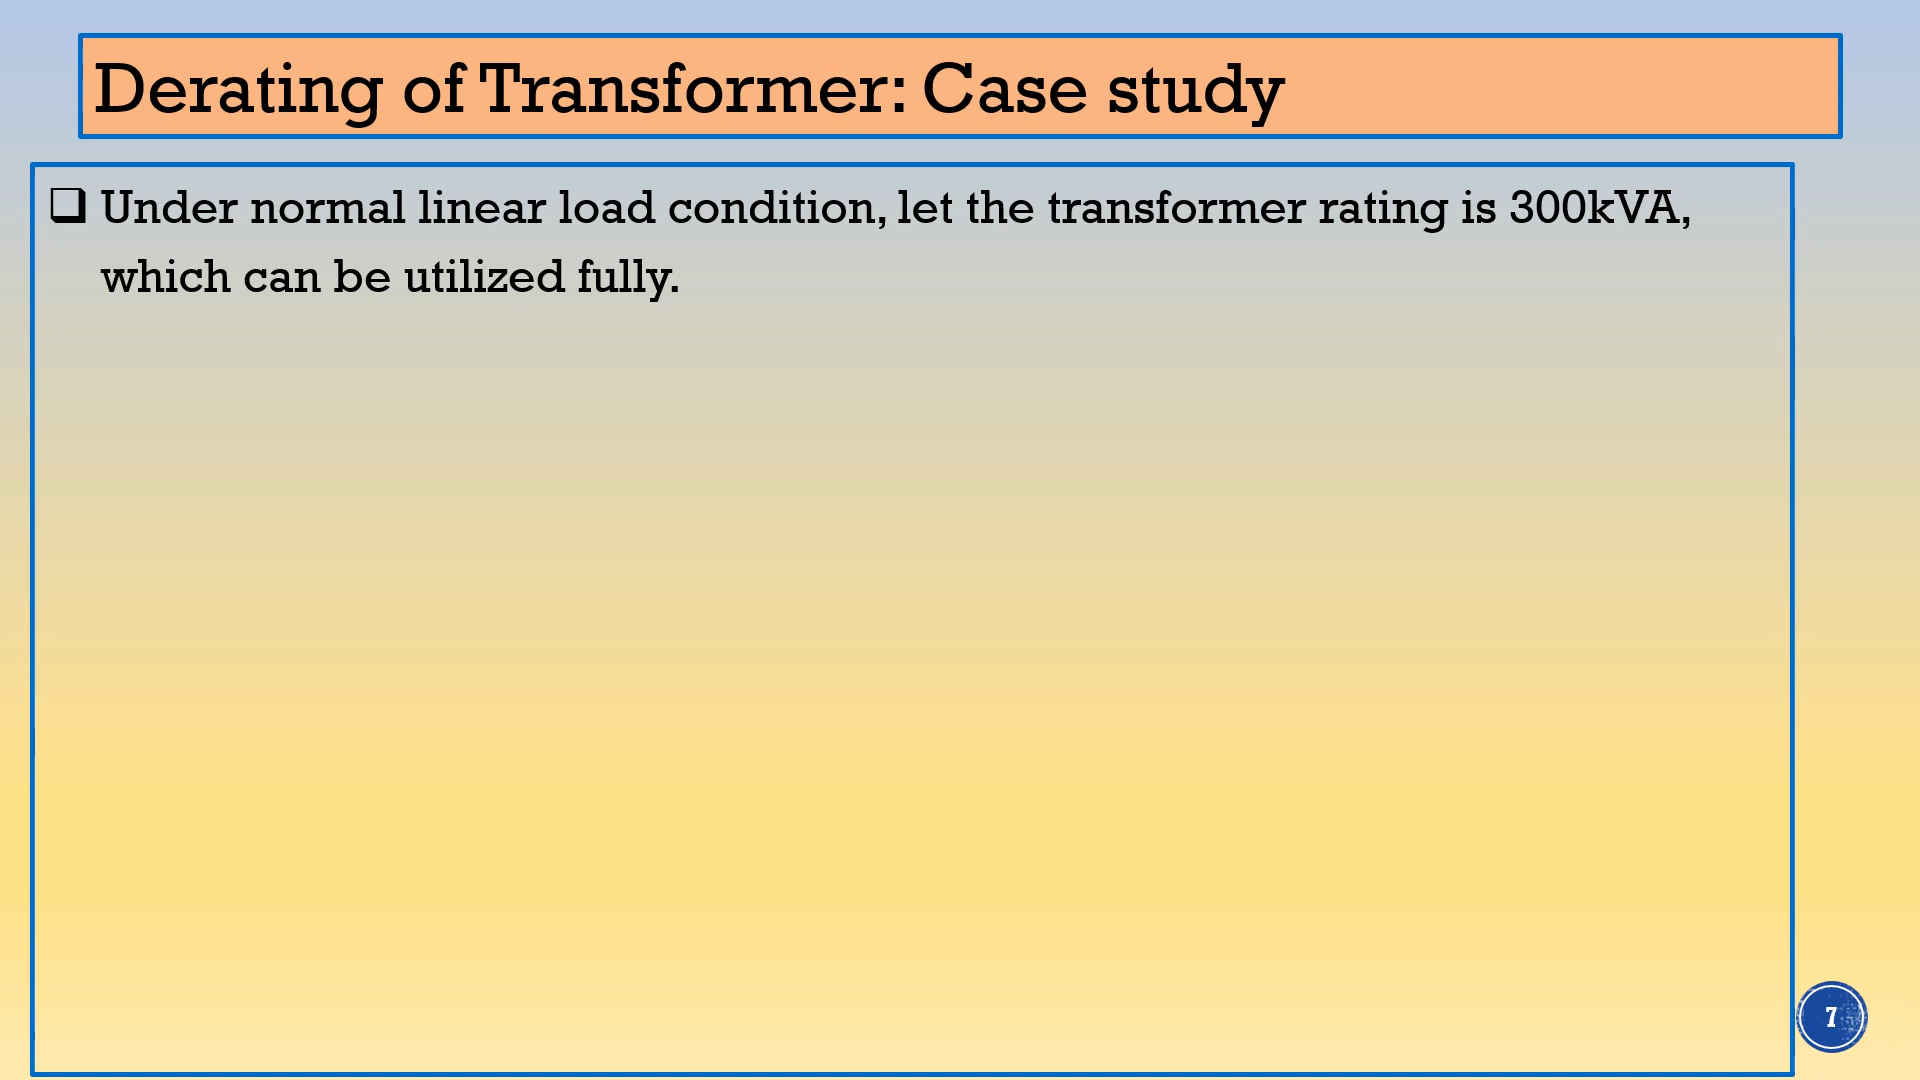 Derating of Transformer: Case study
❑ Under normal linear load condition, let the transformer rating is 300kVA,
which can be utilized fully.
7